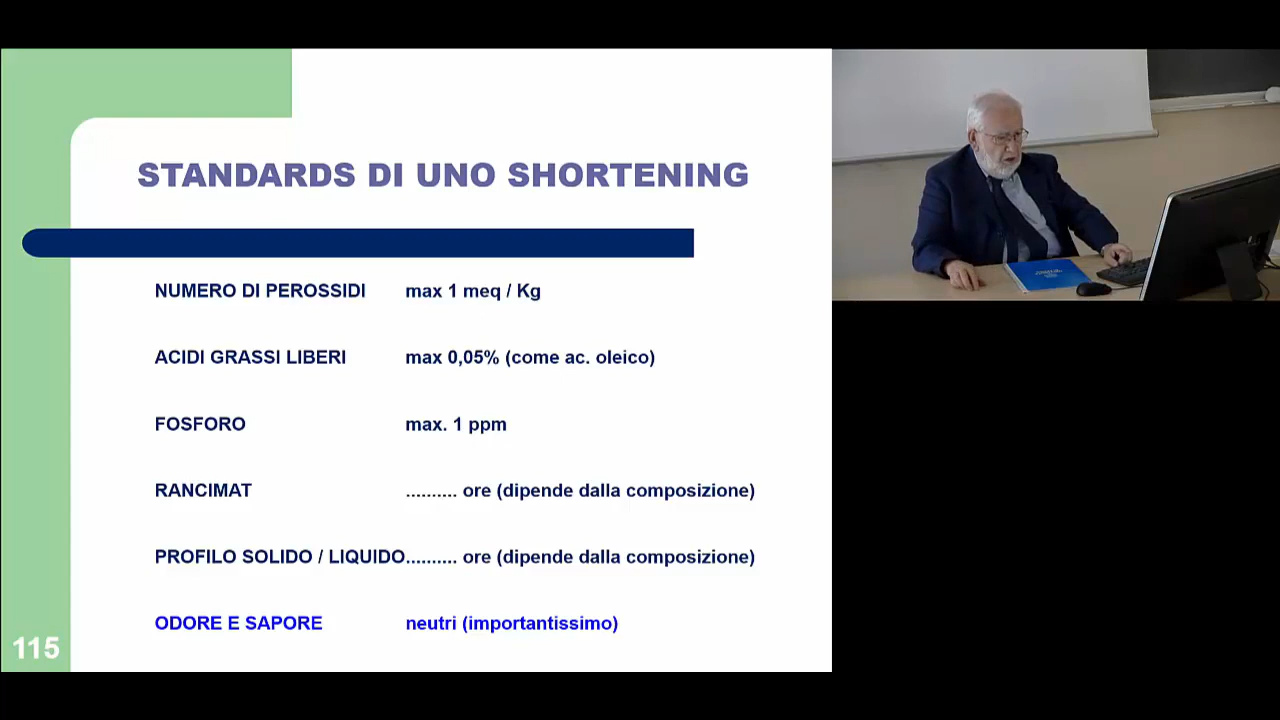 STANDARDS DI UNO SHORTENING
NUMERO DI PEROSSIDI max 1 meq / Kg
ACIDI GRASSI LIBERI max 0,05% (come ac. oleico)
FOSFORO max. 1 ppm
RANCIMAT .......... ore (dipende dalla composizione)
PROFILO SOLIDO / LIQUIDO.......... ore (dipende dalla composizione)
ODORE E SAPORE neutri (importantissimo)
115